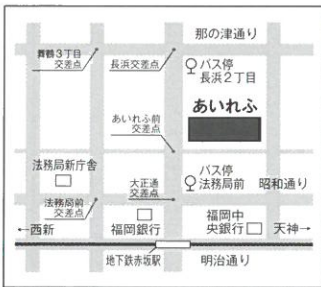 那の津通り
舞鶴3丁目
交差点
長浜交差点
バス停
長浜2丁目
あいれふ
あいれふ前
交差点
法務局新庁舎
大正通
交差点
バス停
法務局前
昭和通り
法務局前
交差点
←西新
福岡銀行
福岡中
央銀行
天神→
地下鉄赤坂駅
明治通り